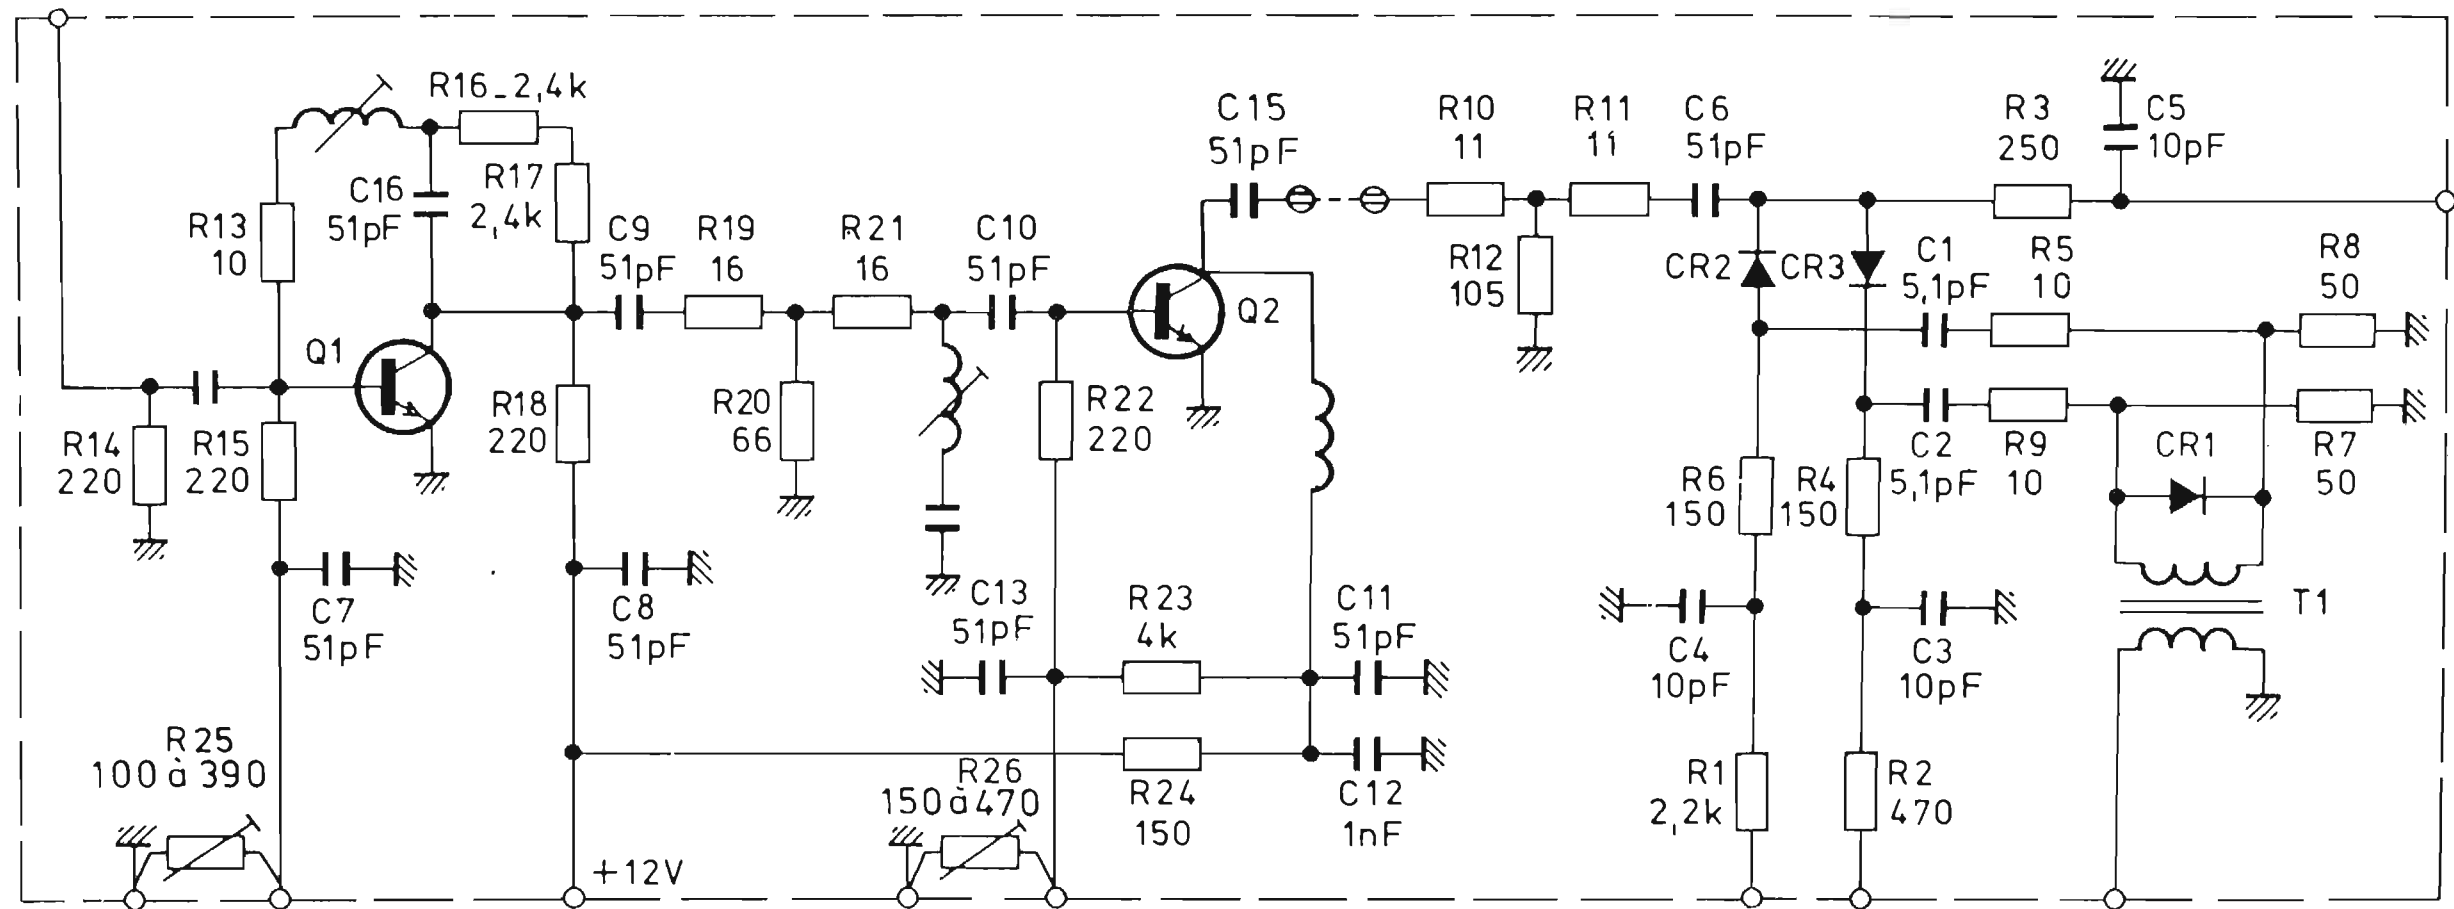 R16_2,4k
C16
51pF
R17
2,4k
R13
10
C9
51pF
R19
16
R21
16
C10
51pF
C15
51pF
R10
11
R11
11
C6
51pF
R3
250
C5
10pF
R12
105
CR2
CR3
C1
5,1pF
R5
10
R8
50
Q1
Q2
R14
220
R15
220
R18
220
R20
66
R22
220
R6
150
R4
150
C2
5,1pF
R9
10
CR1
R7
50
C7
51pF
C8
51pF
C13
51pF
R23
4k
C11
51pF
C4
10pF
C3
10pF
T1
R25
100 à 390
R26
150 à 470
R24
150
C12
1nF
R1
2,2k
R2
470
+12V